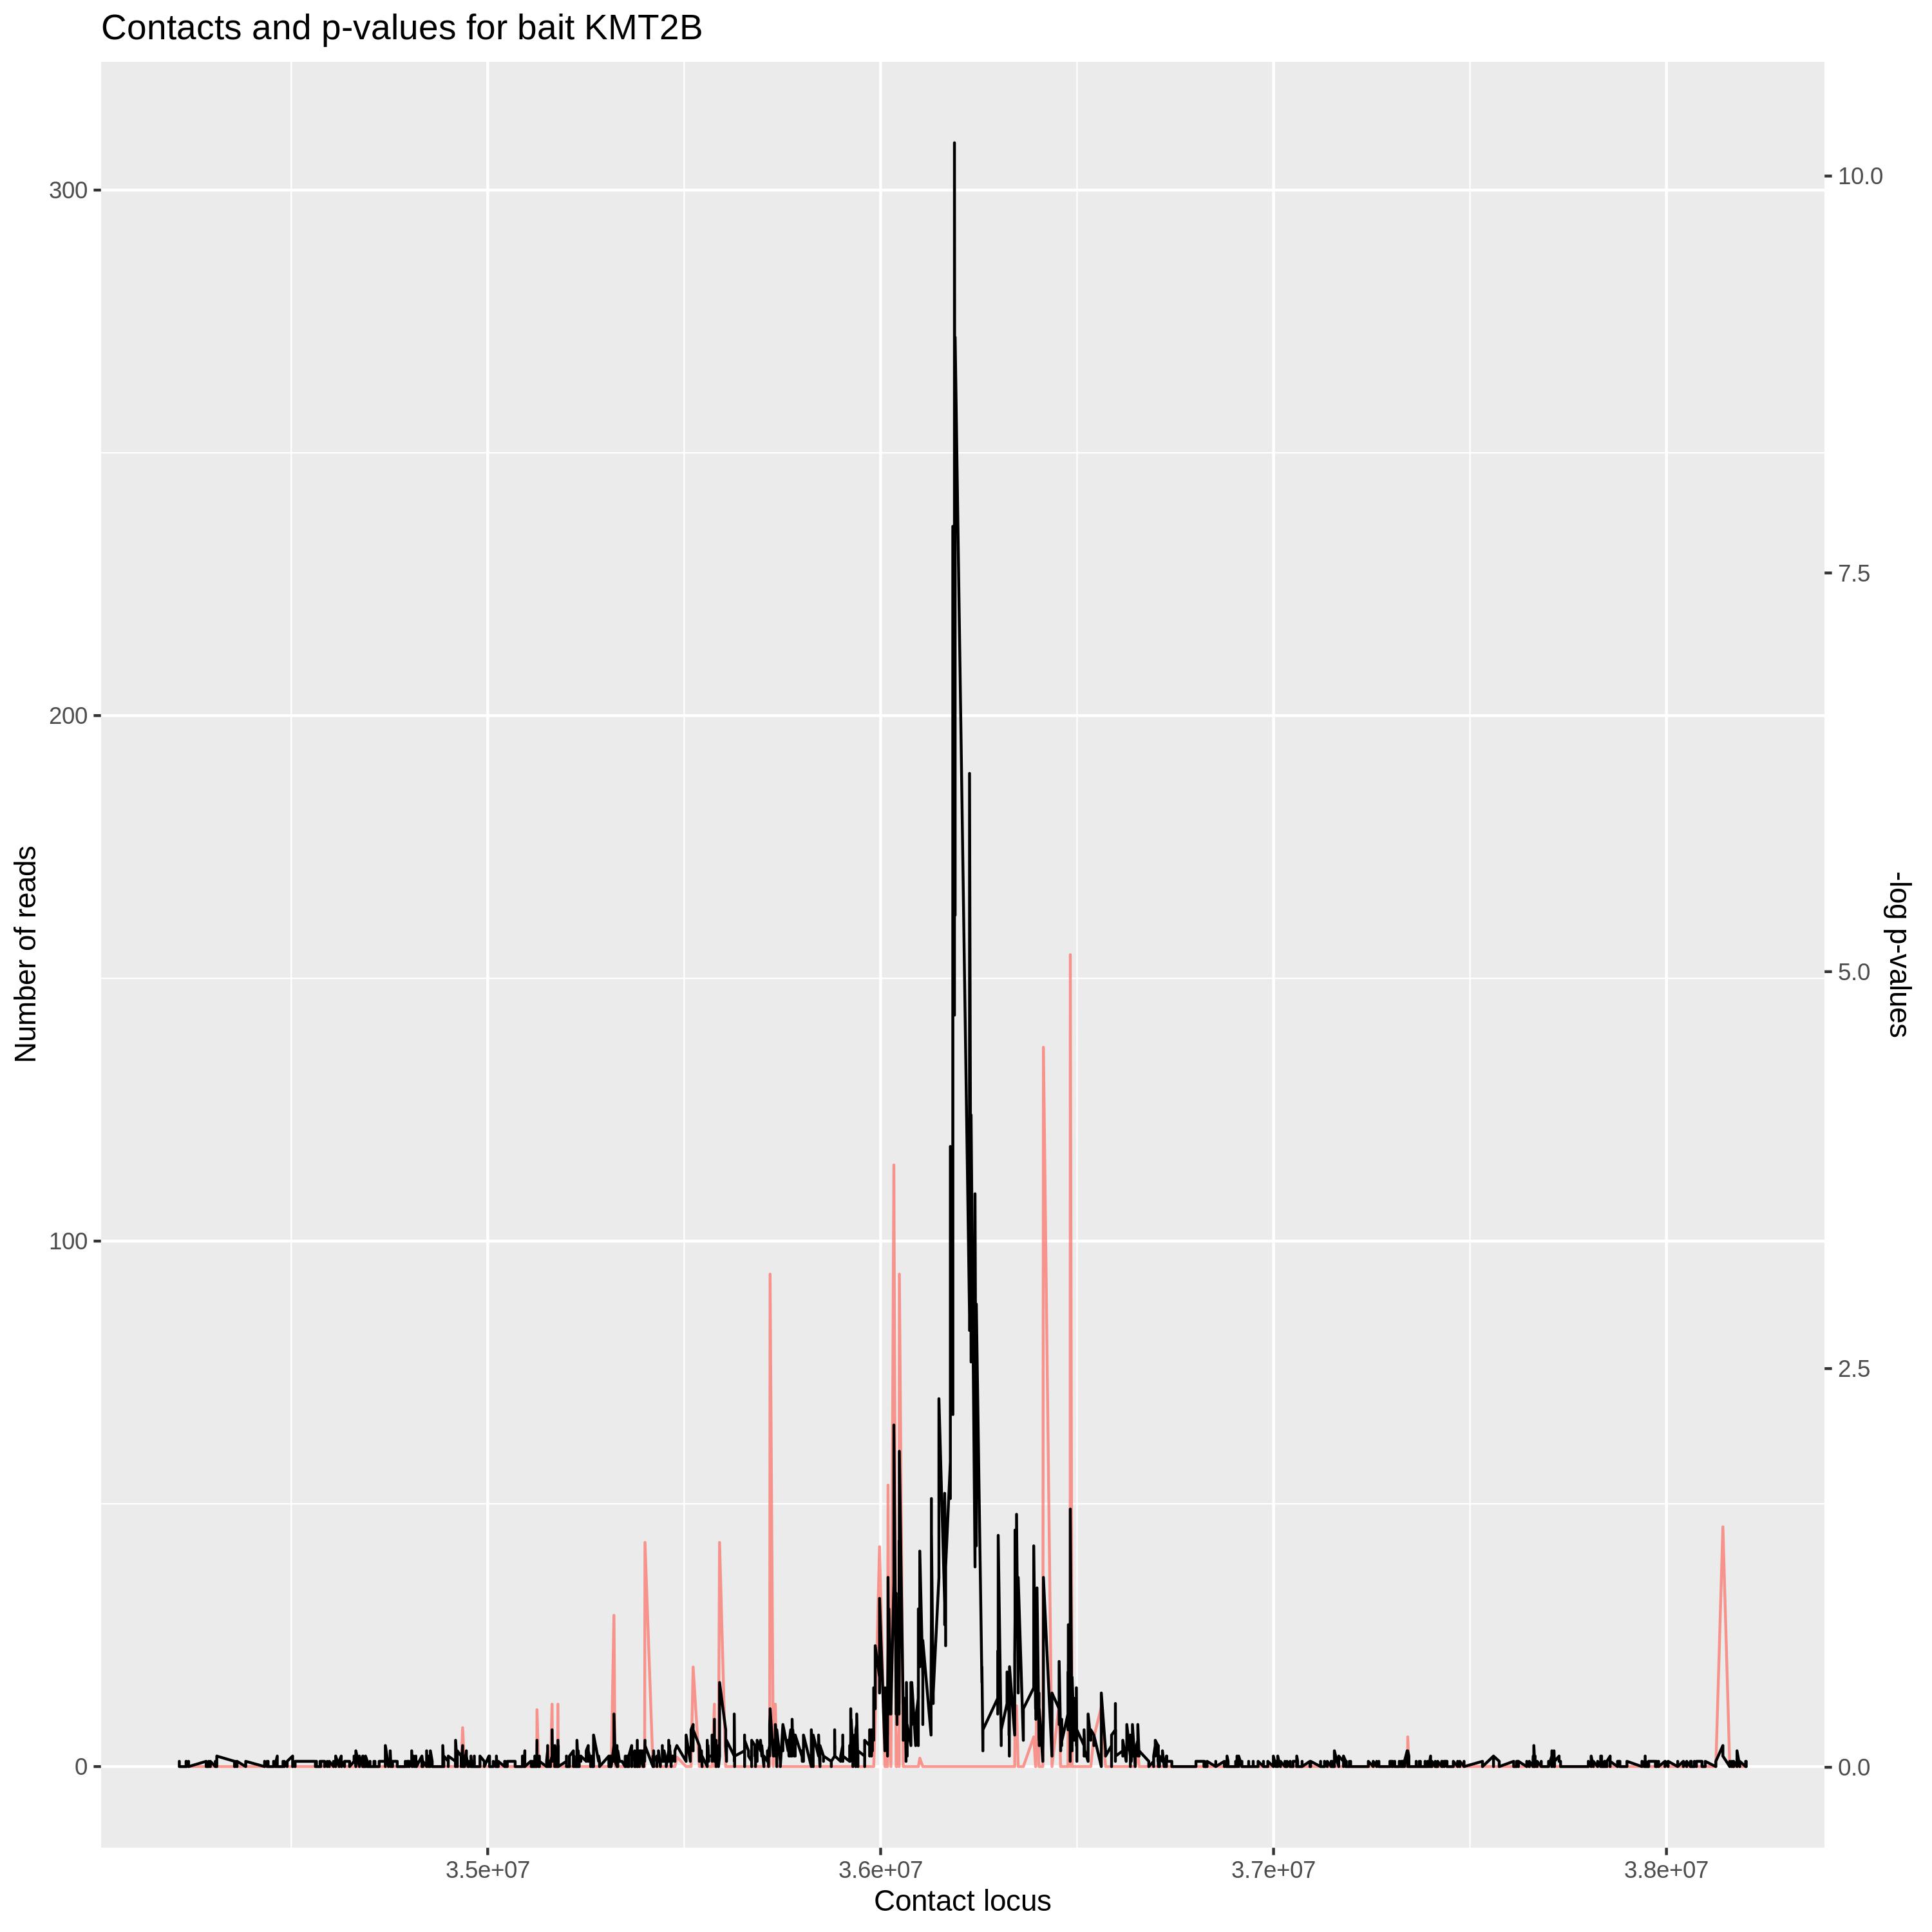 Contacts and p-values for bait KMT2B
300
200
100
0
10.0
7.5
5.0
2.5
0.0
Number of reads
-log p-values
3.5e+07
3.6e+07
3.7e+07
3.8e+07
Contact locus